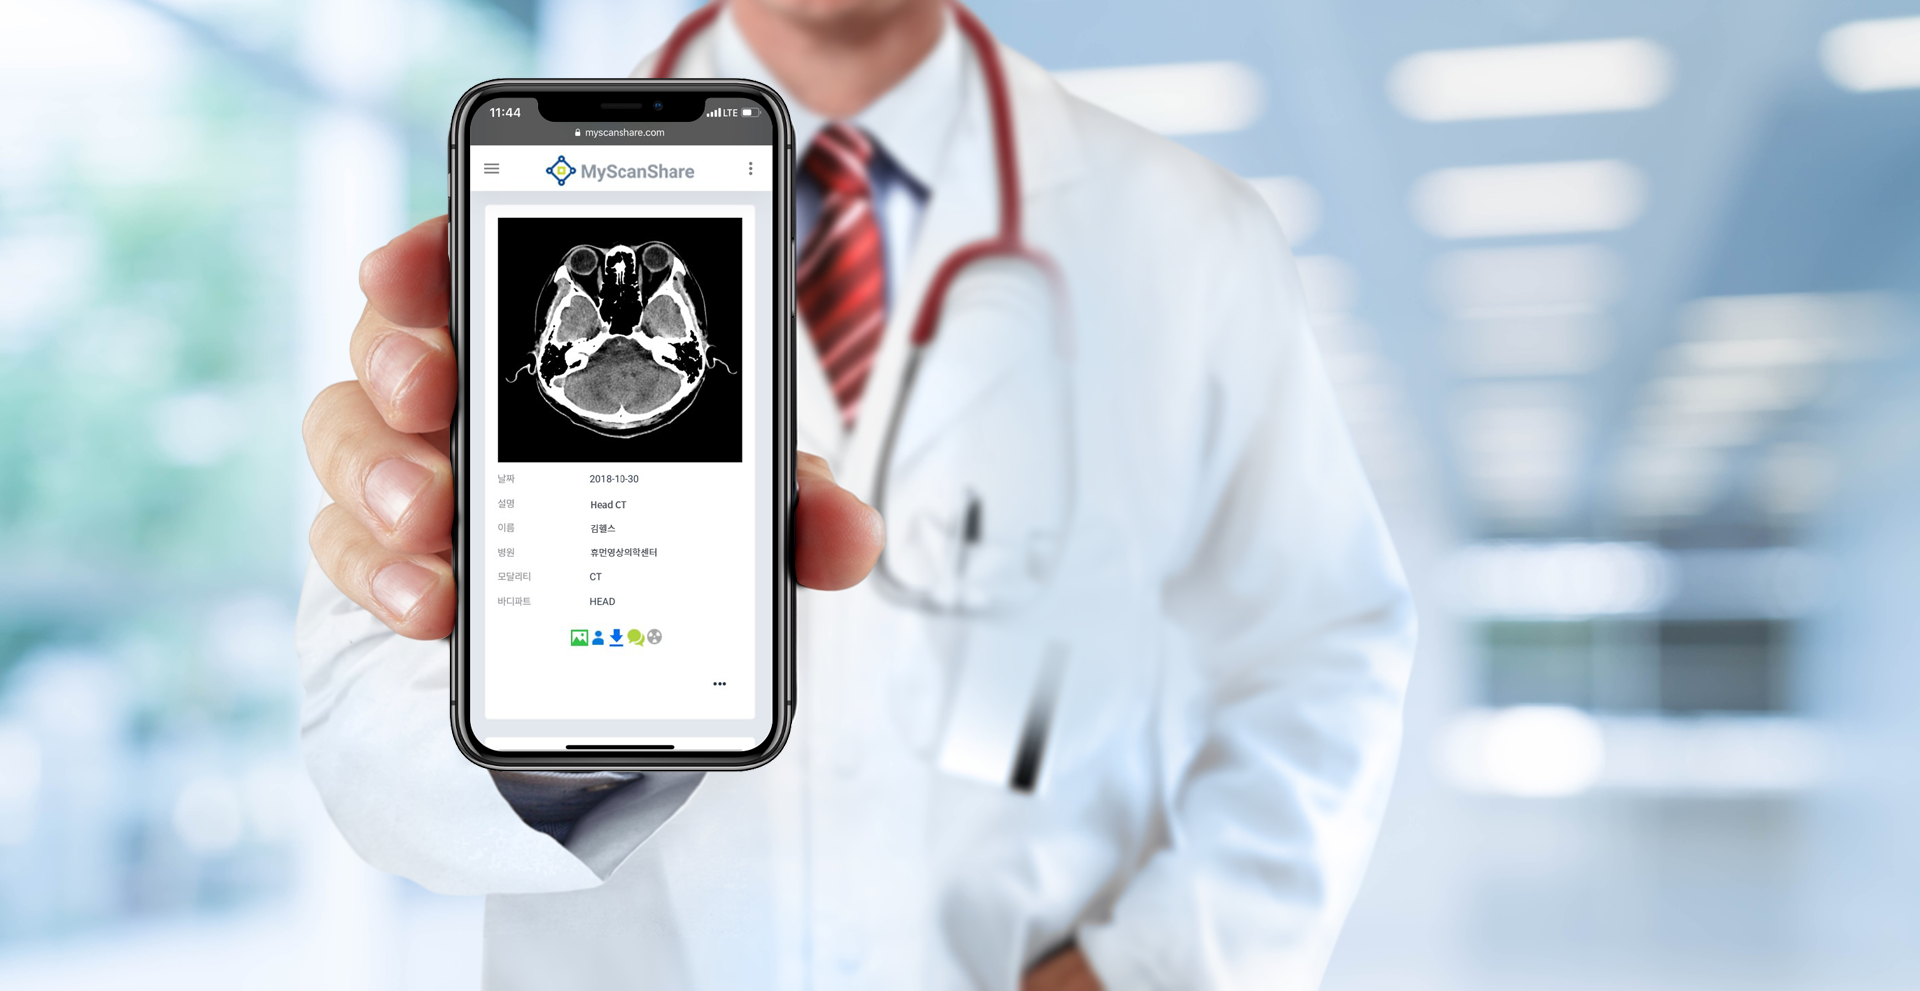 11:44
LTE
myscanshare.com
MyScanShare
날짜 2018-10-30
설명 Head CT
이름 김헬스
병원 휴먼영상의학센터
모달리티 CT
바디파트 HEAD